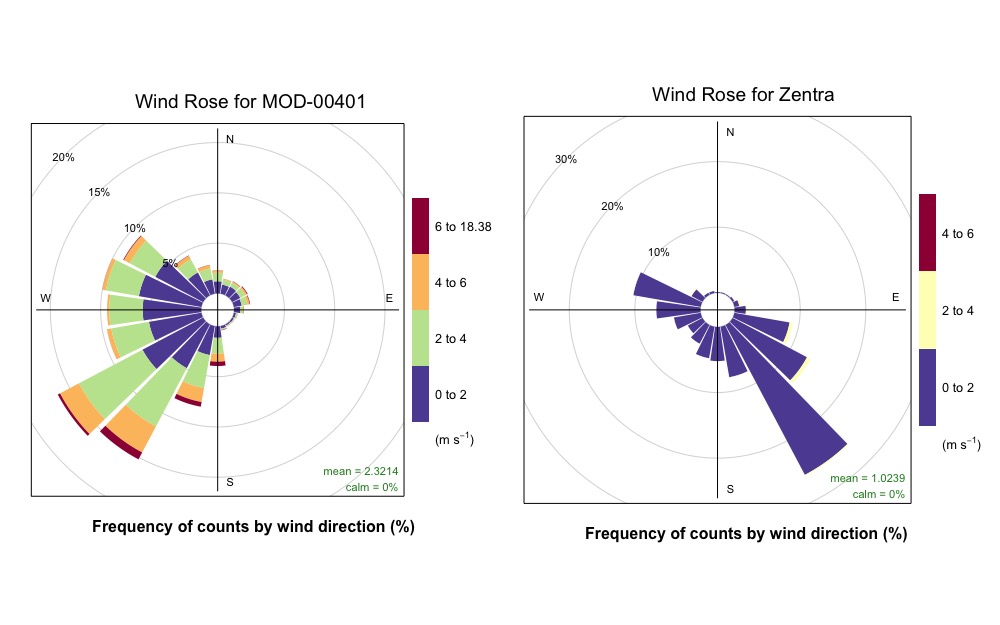 Wind Rose for MOD-00401
20%
15%
10%
5%
N
W
E
S
mean = 2.3214
calm = 0%
6 to 18.38
4 to 6
2 to 4
0 to 2
(m s⁻¹)
Frequency of counts by wind direction (%)
Wind Rose for Zentra
30%
20%
10%
N
W
E
S
mean = 1.0239
calm = 0%
4 to 6
2 to 4
0 to 2
(m s⁻¹)
Frequency of counts by wind direction (%)